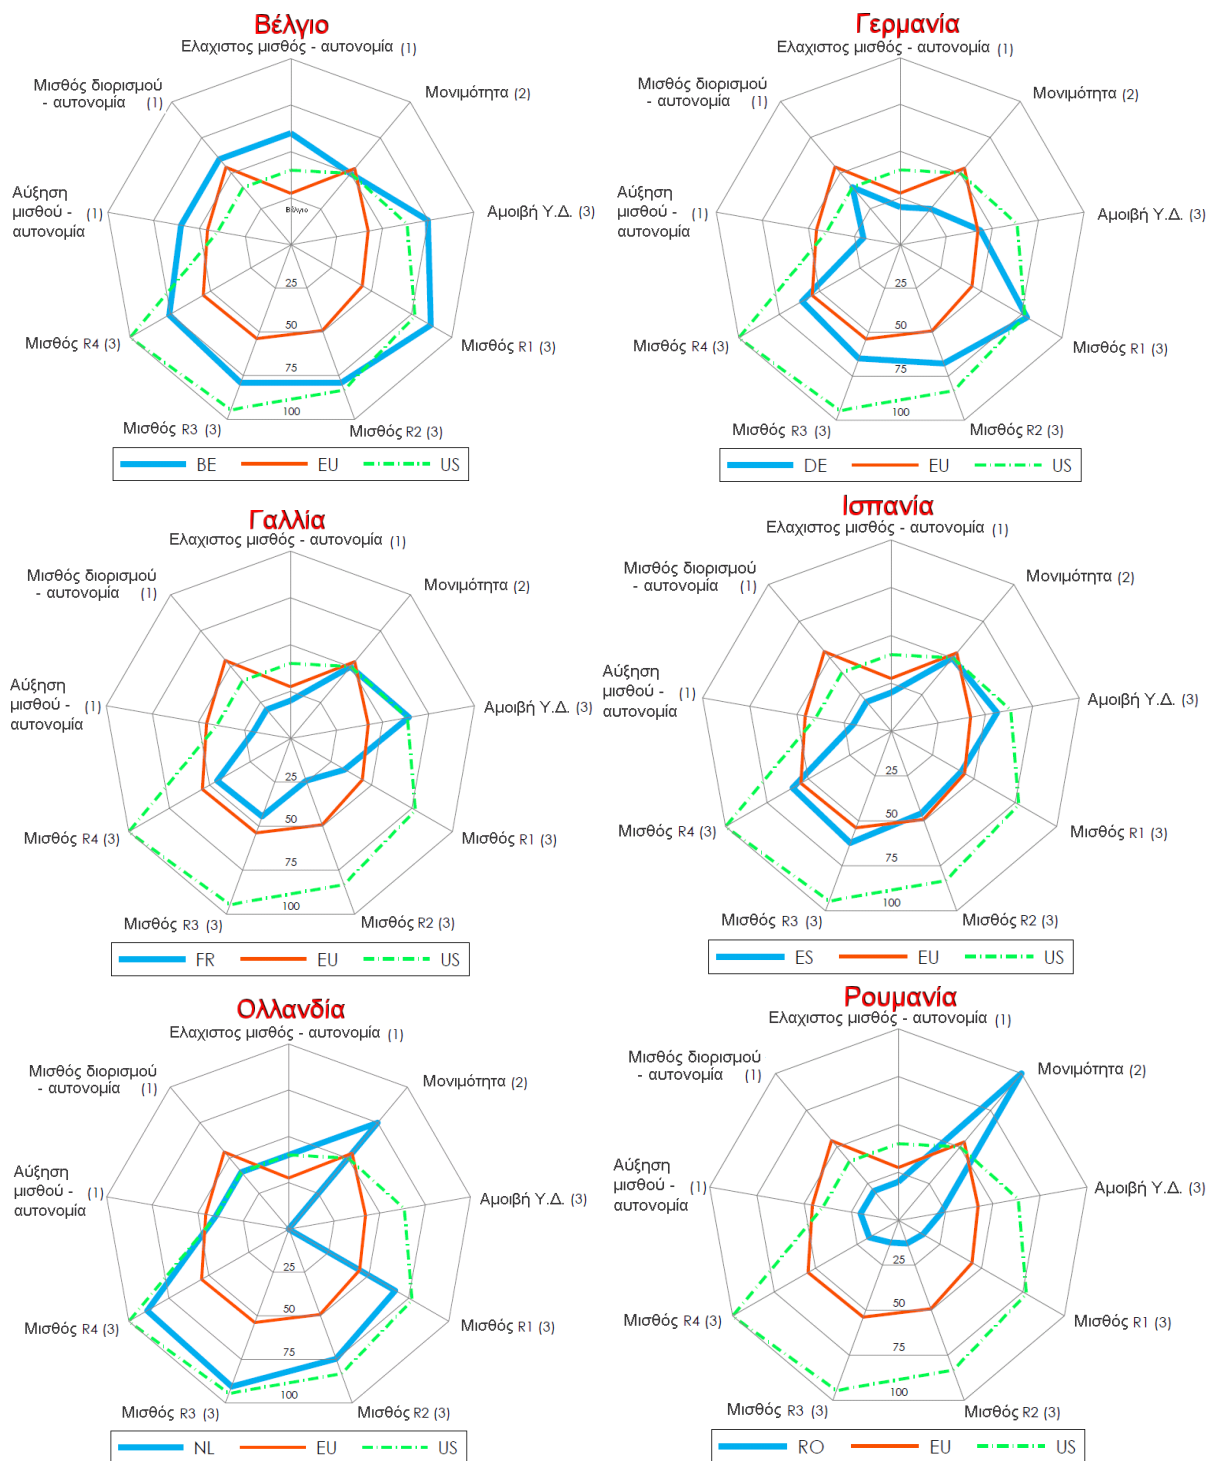 Βέλγιο
Ελαχιστος μισθός - αυτονομία (1)
Μισθός διορισμού
- αυτονομία (1)
Μονιμότητα (2)
Αύξηση
μισθού - (1)
αυτονομία
Βέλγιο
Αμοιβή Υ.Δ. (3)
25
50
75
100
Μισθός R4 (3)
Μισθός R1 (3)
Μισθός R3 (3)
Μισθός R2 (3)
BE EU US
Γερμανία
Ελαχιστος μισθός - αυτονομία (1)
Μισθός διορισμού
- αυτονομία (1)
Μονιμότητα (2)
Αύξηση
μισθού - (1)
αυτονομία
Αμοιβή Υ.Δ. (3)
25
50
75
100
Μισθός R4 (3)
Μισθός R1 (3)
Μισθός R3 (3)
Μισθός R2 (3)
DE EU US
Γαλλία
Ελαχιστος μισθός - αυτονομία (1)
Μισθός διορισμού
- αυτονομία (1)
Μονιμότητα (2)
Αύξηση
μισθού - (1)
αυτονομία
Αμοιβή Υ.Δ. (3)
25
50
75
100
Μισθός R4 (3)
Μισθός R1 (3)
Μισθός R3 (3)
Μισθός R2 (3)
FR EU US
Ισπανία
Ελαχιστος μισθός - αυτονομία (1)
Μισθός διορισμού
- αυτονομία (1)
Μονιμότητα (2)
Αύξηση
μισθού - (1)
αυτονομία
Αμοιβή Υ.Δ. (3)
25
50
75
100
Μισθός R4 (3)
Μισθός R1 (3)
Μισθός R3 (3)
Μισθός R2 (3)
ES EU US
Ολλανδία
Ελαχιστος μισθός - αυτονομία (1)
Μισθός διορισμού
- αυτονομία (1)
Μονιμότητα (2)
Αύξηση
μισθού - (1)
αυτονομία
Αμοιβή Υ.Δ. (3)
25
50
75
100
Μισθός R4 (3)
Μισθός R1 (3)
Μισθός R3 (3)
Μισθός R2 (3)
NL EU US
Ρουμανία
Ελαχιστος μισθός - αυτονομία (1)
Μισθός διορισμού
- αυτονομία (1)
Μονιμότητα (2)
Αύξηση
μισθού - (1)
αυτονομία
Αμοιβή Υ.Δ. (3)
25
50
75
100
Μισθός R4 (3)
Μισθός R1 (3)
Μισθός R3 (3)
Μισθός R2 (3)
RO EU US